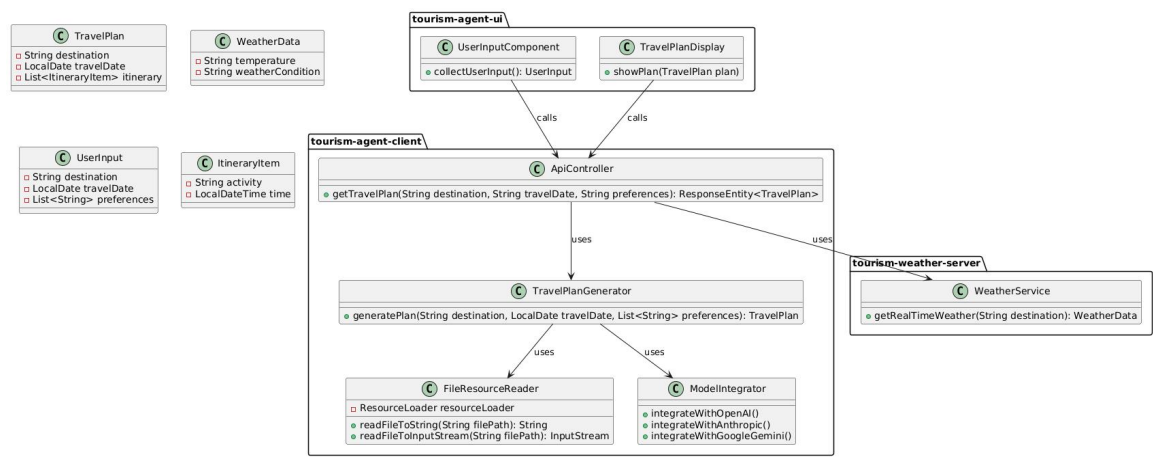 C TravelPlan
String destination
LocalDate travelDate
List<ItineraryItem> itinerary
C WeatherData
String temperature
String weatherCondition
tourism-agent-ui
C UserInputComponent
collectUserInput(): UserInput
C TravelPlanDisplay
showPlan(TravelPlan plan)
calls
calls
C UserInput
String destination
LocalDate travelDate
List<String> preferences
C ItineraryItem
String activity
LocalDateTime time
tourism-agent-client
C ApiController
getTravelPlan(String destination, String travelDate, String preferences): ResponseEntity<TravelPlan>
uses
uses
tourism-weather-server
C WeatherService
getRealTimeWeather(String destination): WeatherData
C TravelPlanGenerator
generatePlan(String destination, LocalDate travelDate, List<String> preferences): TravelPlan
uses
uses
C FileResourceReader
ResourceLoader resourceLoader
readFileToString(String filePath): String
readFileToInputStream(String filePath): InputStream
C ModelIntegrator
integrateWithOpenAI()
integrateWithAnthropic()
integrateWithGoogleGemini()